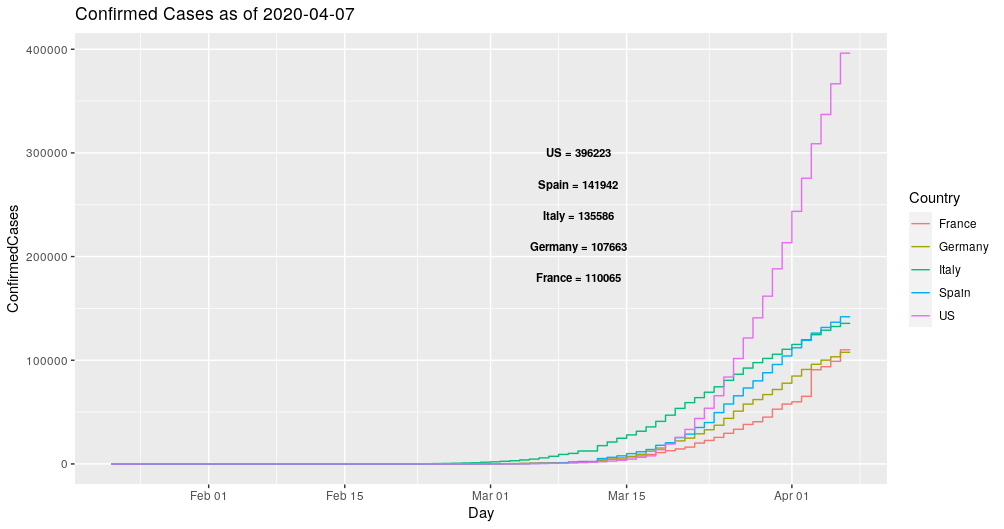 Confirmed Cases as of 2020-04-07
ConfirmedCases
400000
300000
200000
100000
0
US = 396223
Spain = 141942
Italy = 135586
Germany = 107663
France = 110065
Feb 01
Feb 15
Mar 01
Mar 15
Apr 01
Day
Country
France
Germany
Italy
Spain
US